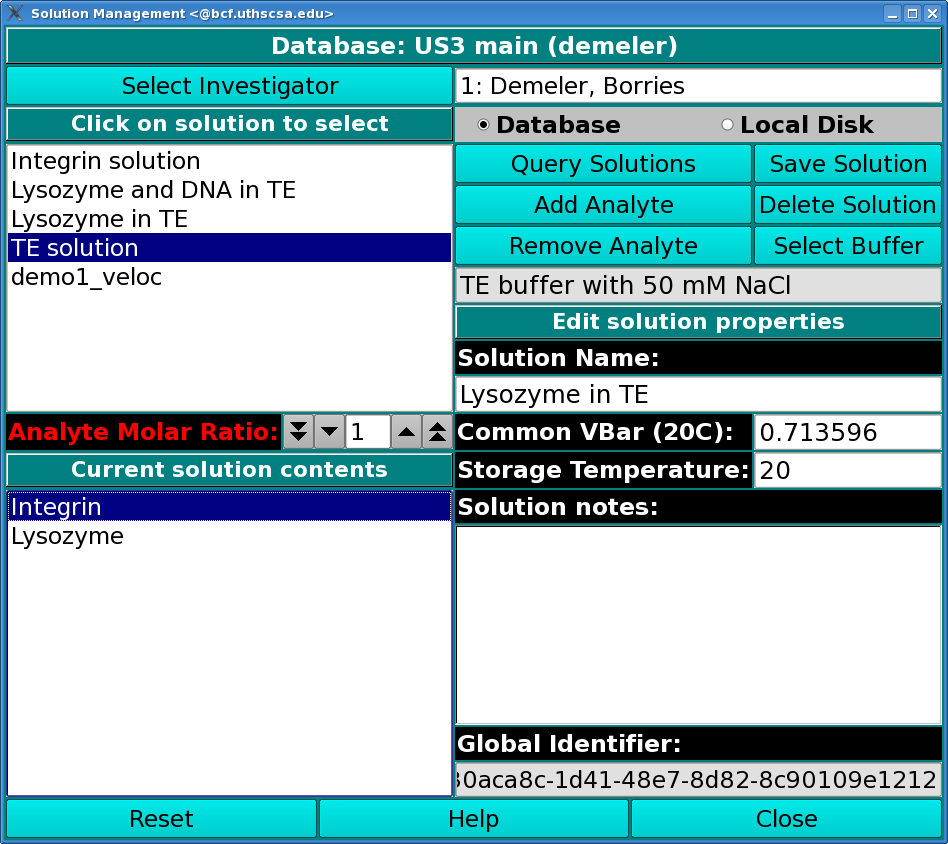 Solution Management <@bcf.uthscsa.edu>
Database: US3 main (demeler)
Select Investigator
1: Demeler, Borries
Click on solution to select
Database
Local Disk
Integrin solution
Lysozyme and DNA in TE
Lysozyme in TE
TE solution
demo1_veloc
Query Solutions
Save Solution
Add Analyte
Delete Solution
Remove Analyte
Select Buffer
TE buffer with 50 mM NaCl
Edit solution properties
Solution Name:
Lysozyme in TE
Analyte Molar Ratio:
1
Common VBar (20C):
0.713596
Current solution contents
Storage Temperature:
20
Integrin
Lysozyme
Solution notes:
Global Identifier:
0aca8c-1d41-48e7-8d82-8c90109e1212
Reset
Help
Close